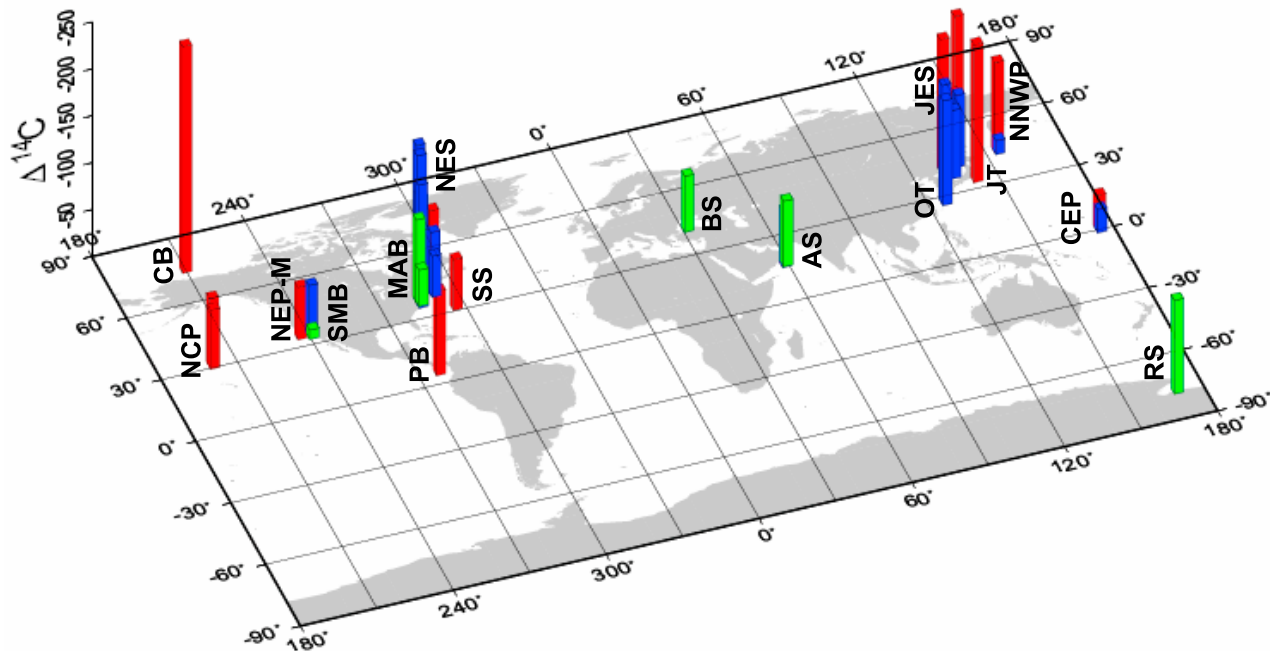 Δ ¹⁴C
-250
-200
-150
-100
-50
180˚
240˚
300˚
0˚
60˚
120˚
180˚
90˚
60˚
30˚
0˚
-30˚
-60˚
-90˚
90˚
60˚
30˚
0˚
-30˚
-60˚
-90˚
180˚
240˚
300˚
0˚
60˚
120˚
180˚
CB
NCP
NEP-M
SMB
MAB
NES
SS
PB
BS
AS
JES
OT
JT
NNWP
CEP
RS